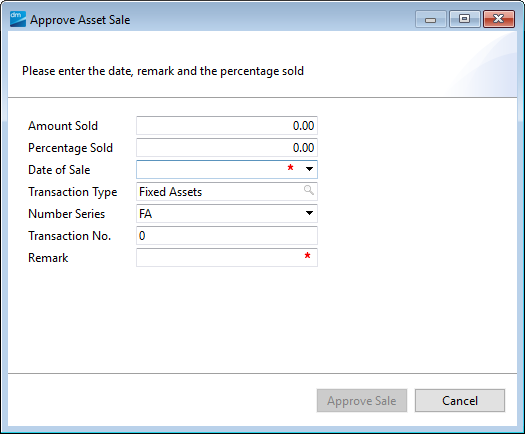 dm Approve Asset Sale
Please enter the date, remark and the percentage sold
Amount Sold 0.00
Percentage Sold 0.00
Date of Sale *
Transaction Type Fixed Assets
Number Series FA
Transaction No. 0
Remark *
Approve Sale Cancel